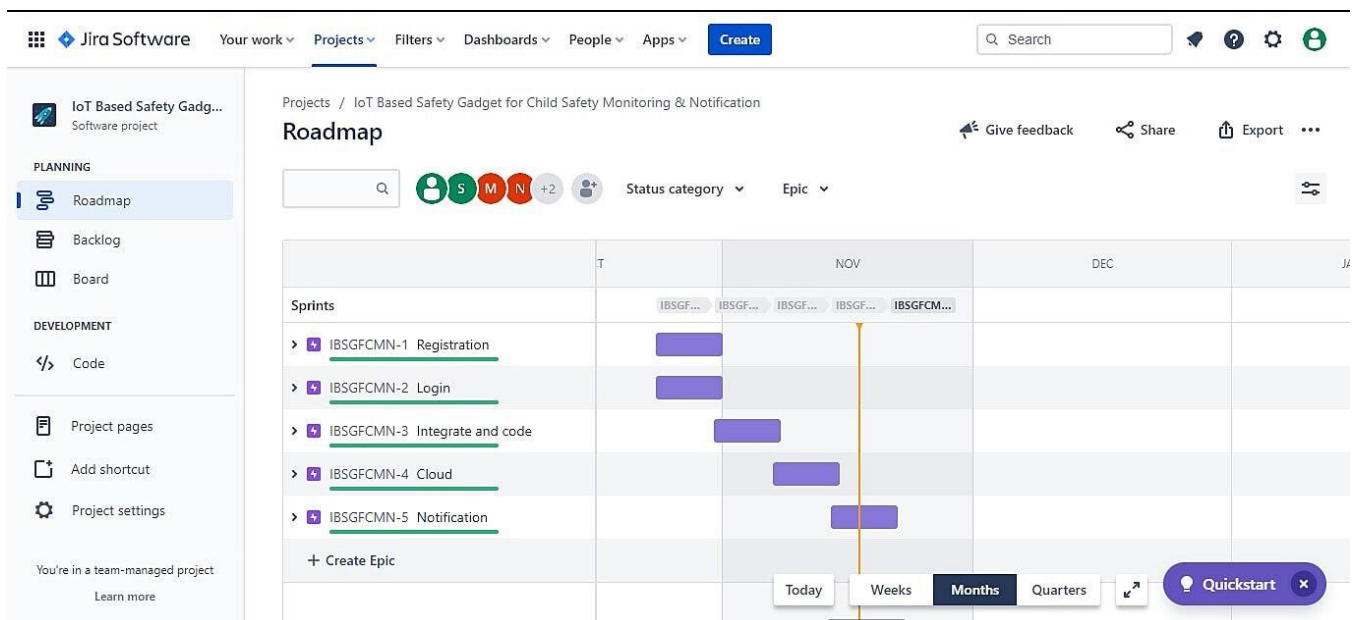 Jira Software Your work Projects Filters Dashboards People Apps Create Search
IoT Based Safety Gadg...
Software project
PLANNING
Roadmap
Backlog
Board
DEVELOPMENT
Code
Project pages
Add shortcut
Project settings
You're in a team-managed project
Learn more
Projects / IoT Based Safety Gadget for Child Safety Monitoring & Notification
Roadmap
Give feedback Share Export
S M N +2 Status category Epic
T NOV DEC JA
Sprints IBSGF... IBSGF... IBSGF... IBSGF... IBSGFCM...
IBSGFCMN-1 Registration
IBSGFCMN-2 Login
IBSGFCMN-3 Integrate and code
IBSGFCMN-4 Cloud
IBSGFCMN-5 Notification
+ Create Epic
Today Weeks Months Quarters
Quickstart